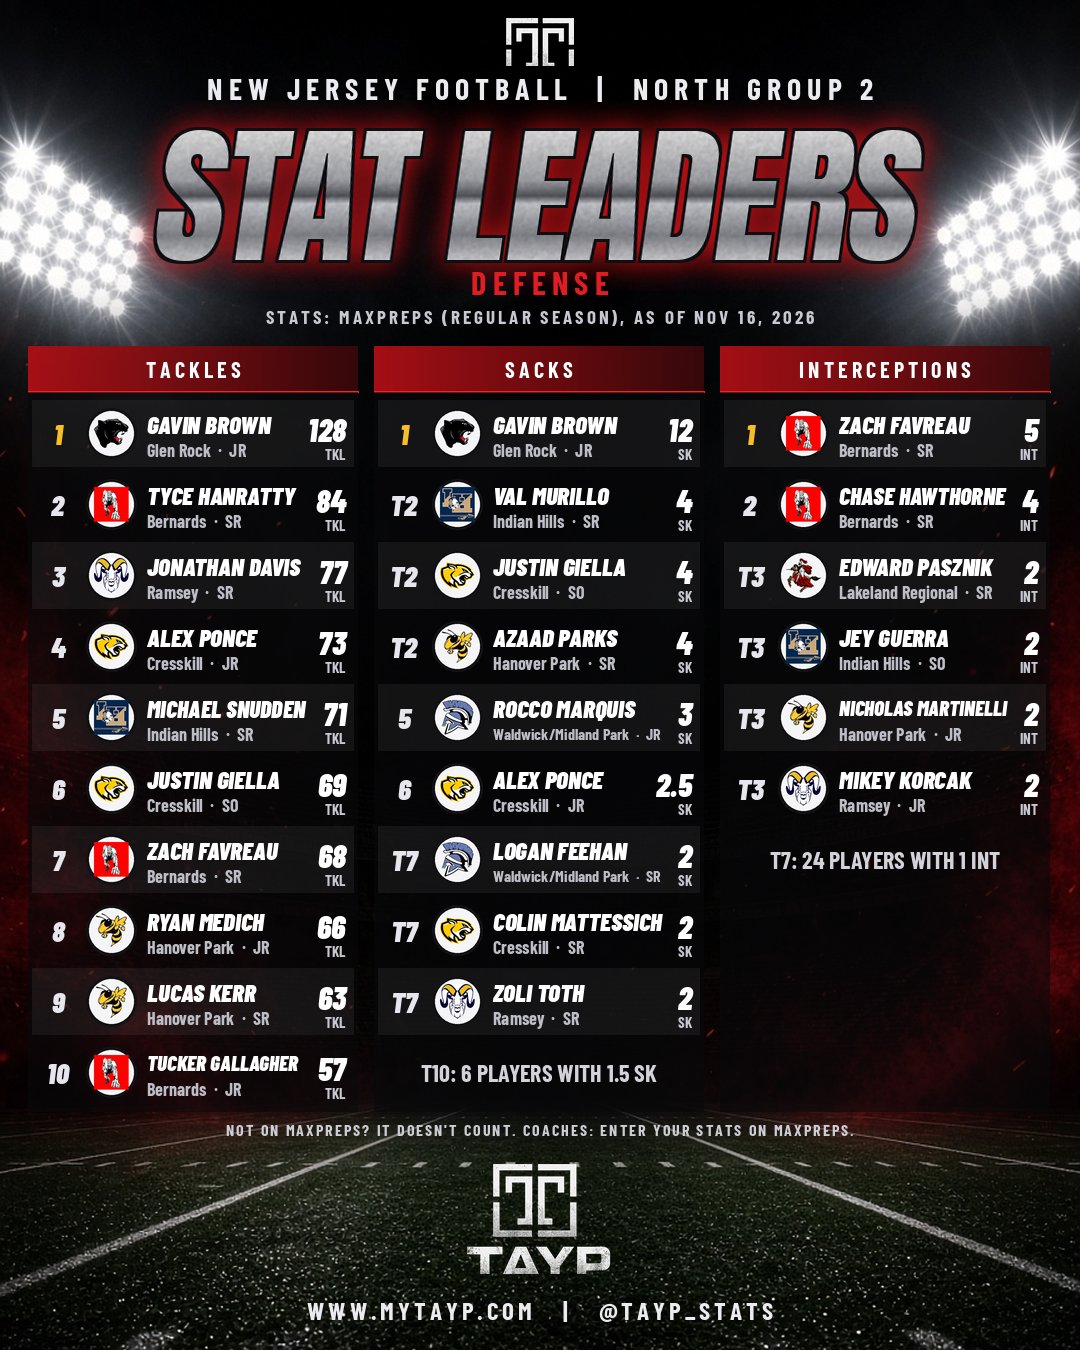 NEW JERSEY FOOTBALL | NORTH GROUP 2
STAT LEADERS
DEFENSE
STATS: MAXPREPS (REGULAR SEASON), AS OF NOV 16, 2026
TACKLES
1 GAVIN BROWN 128
Glen Rock · JR TKL
2 TYCE HANRATTY 84
Bernards · SR TKL
3 JONATHAN DAVIS 77
Ramsey · SR TKL
4 ALEX PONCE 73
Cresskill · JR TKL
5 MICHAEL SNUDDEN 71
Indian Hills · SR TKL
6 JUSTIN GIELLA 69
Cresskill · SO TKL
7 ZACH FAVREAU 68
Bernards · SR TKL
8 RYAN MEDICH 66
Hanover Park · JR TKL
9 LUCAS KERR 63
Hanover Park · SR TKL
10 TUCKER GALLAGHER 57
Bernards · JR TKL
SACKS
1 GAVIN BROWN 12
Glen Rock · JR SK
T2 VAL MURILLO 4
Indian Hills · SR SK
T2 JUSTIN GIELLA 4
Cresskill · SO SK
T2 AZAAD PARKS 4
Hanover Park · SR SK
5 ROCCO MARQUIS 3
Waldwick/Midland Park · JR SK
6 ALEX PONCE 2.5
Cresskill · JR SK
T7 LOGAN FEEHAN 2
Waldwick/Midland Park · SR SK
T7 COLIN MATTESSICH 2
Cresskill · SR SK
T7 ZOLI TOTH 2
Ramsey · SR SK
T10: 6 PLAYERS WITH 1.5 SK
INTERCEPTIONS
1 ZACH FAVREAU 5
Bernards · SR INT
2 CHASE HAWTHORNE 4
Bernards · SR INT
T3 EDWARD PASZNIK 2
Lakeland Regional · SR INT
T3 JEY GUERRA 2
Indian Hills · SO INT
T3 NICHOLAS MARTINELLI 2
Hanover Park · JR INT
T3 MIKEY KORCAK 2
Ramsey · JR INT
T7: 24 PLAYERS WITH 1 INT
NOT ON MAXPREPS? IT DOESN'T COUNT. COACHES: ENTER YOUR STATS ON MAXPREPS.
TAYP
WWW.MYTAYP.COM | @TAYP_STATS